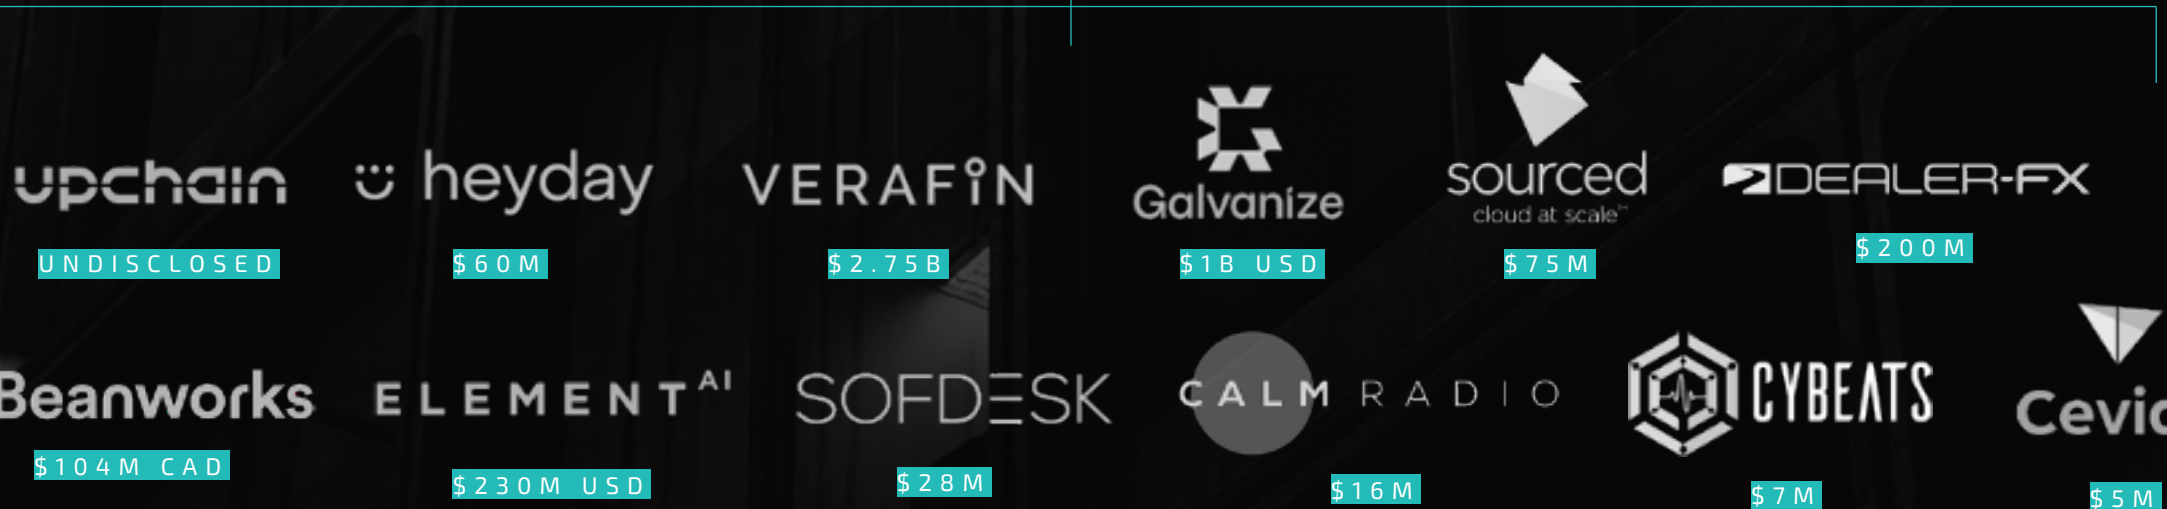 upchain
heyday
VERAFIN
Galvanize
sourced
cloud at scale™
DEALER-FX
UNDISCLOSED
$60M
$2.75B
$1B USD
$75M
$200M
Beanworks
ELEMENT AI
SOFDESK
CALM RADIO
CYBEATS
$104M CAD
$230M USD
$28M
$16M
$7M
$5M